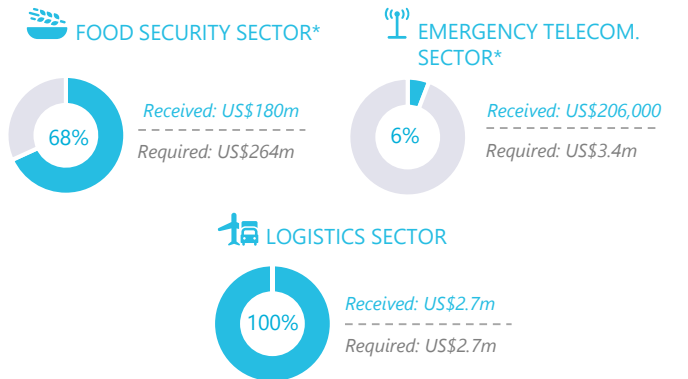 FOOD SECURITY SECTOR*
68%
Received: US$180m
Required: US$264m
EMERGENCY TELECOM.
SECTOR*
6%
Received: US$206,000
Required: US$3.4m
LOGISTICS SECTOR
100%
Received: US$2.7m
Required: US$2.7m